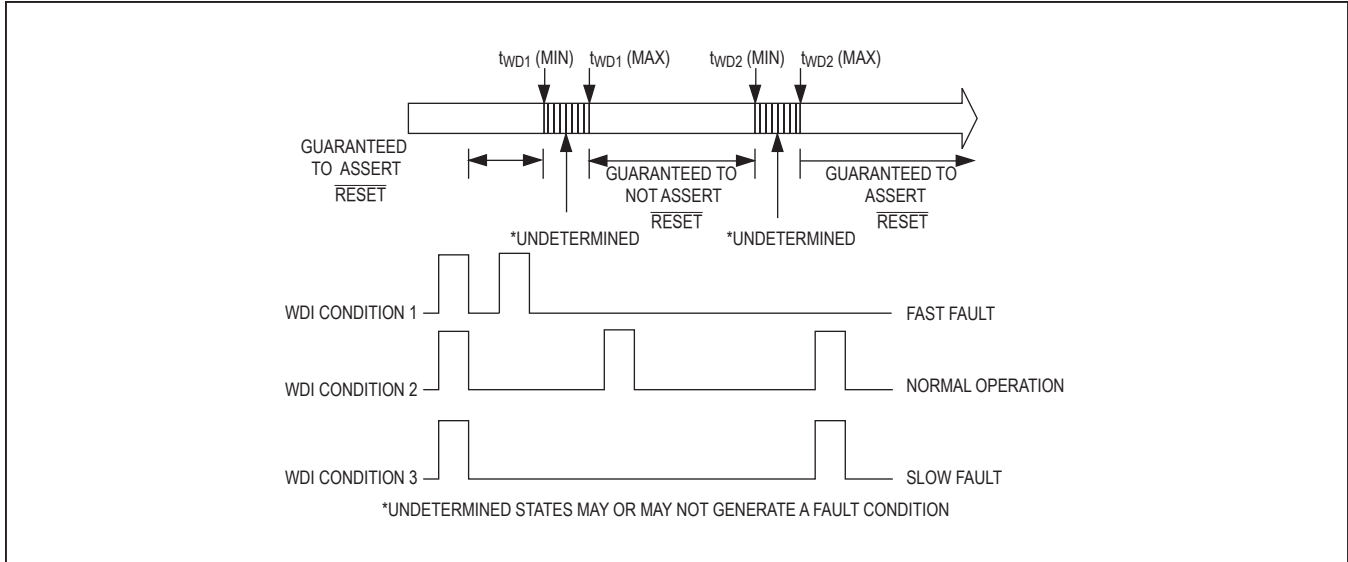 tWD1 (MIN) tWD1 (MAX) tWD2 (MIN) tWD2 (MAX)
GUARANTEED
TO ASSERT
RESET
GUARANTEED TO
NOT ASSERT
RESET
GUARANTEED TO
ASSERT
RESET
*UNDETERMINED
*UNDETERMINED
WDI CONDITION 1
FAST FAULT
WDI CONDITION 2
NORMAL OPERATION
WDI CONDITION 3
SLOW FAULT
*UNDETERMINED STATES MAY OR MAY NOT GENERATE A FAULT CONDITION